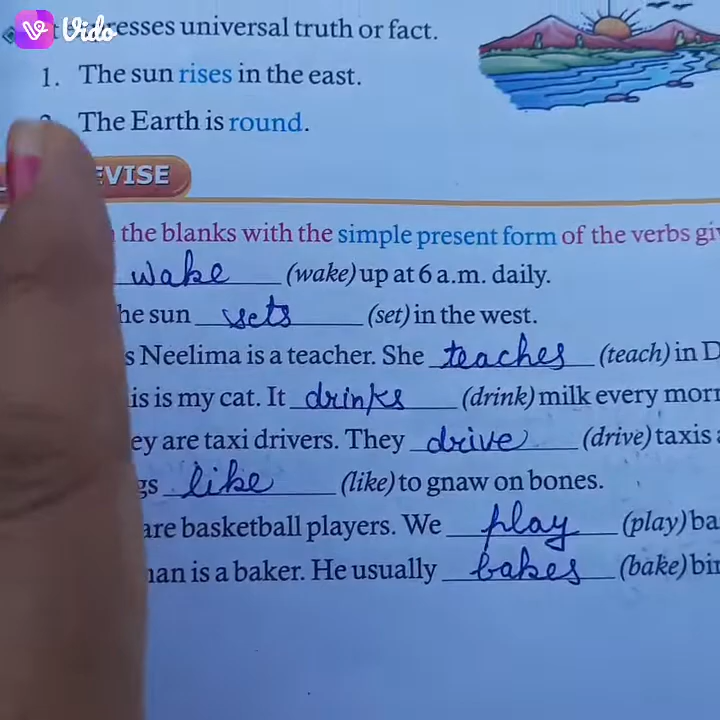 Vido
esses universal truth or fact.
1. The sun rises in the east.
The Earth is round.
EVISE
the blanks with the simple present form of the verbs
wake (wake) up at 6 a.m. daily.
he sun sets (set) in the west.
s Neelima is a teacher. She teaches (teach) in D
is is my cat. It drinks (drink) milk every mor
ey are taxi drivers. They drive (drive) taxis
gs like (like) to gnaw on bones.
are basketball players. We play (play) ba
man is a baker. He usually bakes (bake) bi